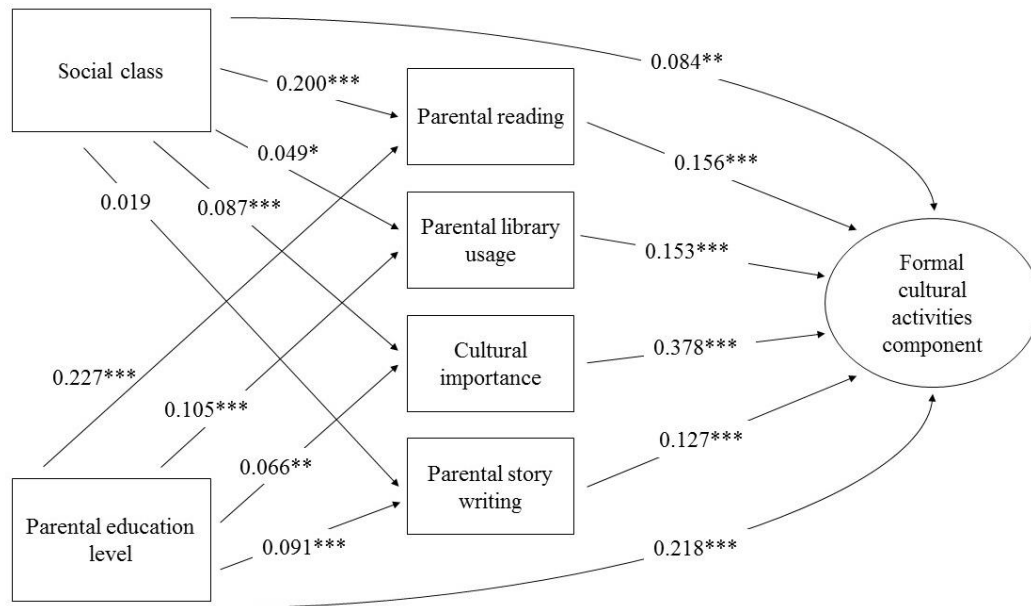 Social class
0.084**
0.200***
Parental reading
0.049*
0.156***
0.019
0.087***
Parental library
usage
0.153***
Formal
cultural
activities
component
Cultural
importance
0.378***
0.227***
0.105***
0.127***
0.066**
Parental story
writing
Parental education
level
0.091***
0.218***